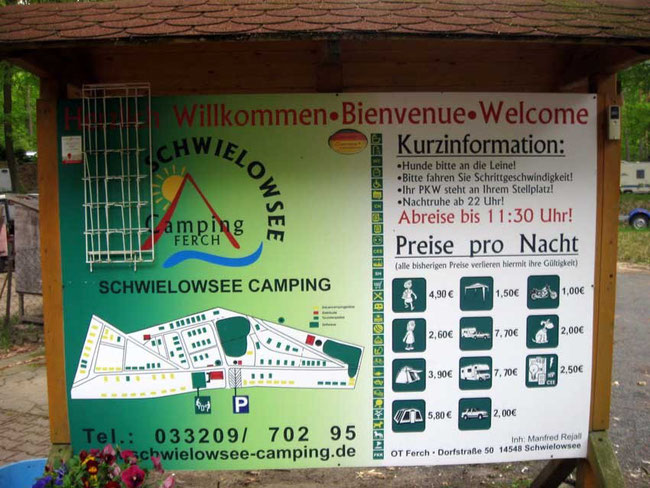 Herzlich Willkommen•Bienvenue•Welcome
SCHWIELOWSEE
Camping
FERCH
SCHWIELOWSEE CAMPING
P
Tel.: 033209/ 702 95
schwielowsee-camping.de
Kurzinformation:
•Hunde bitte an die Leine!
•Bitte fahren Sie Schrittgeschwindigkeit!
•Ihr PKW steht an Ihrem Stellplatz!
•Nachtruhe ab 22 Uhr!
Abreise bis 11:30 Uhr!
Preise pro Nacht
(alle bisherigen Preise verlieren hiermit ihre Gültigkeit)
4,90€ 1,50€ 1,00€
2,60€ 7,70€ 2,00€
3,90€ 7,70€ 2,50€
5,80€ 2,00€
Inh: Manfred Rejall
OT Ferch - Dorfstraße 50 14548 Schwielowsee